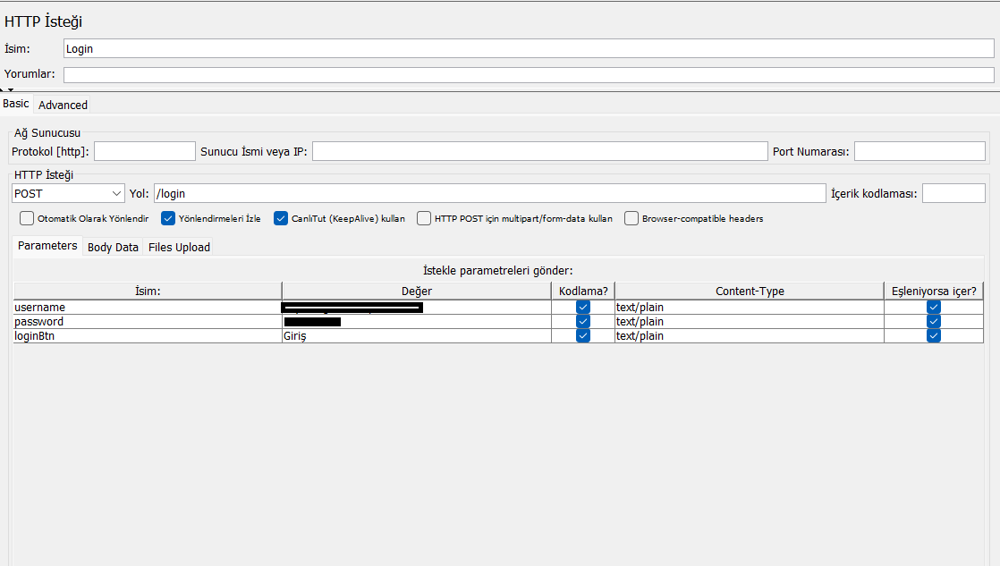 HTTP İsteği
İsim: Login
Yorumlar:
Basic Advanced
Ağ Sunucusu
Protokol [http]: Sunucu İsmi veya IP: Port Numarası:
HTTP İsteği
POST Yol: /login İçerik kodlaması:
Otomatik Olarak Yönlendir Yönlendirmeleri İzle CanlıTut (KeepAlive) kullan HTTP POST için multipart/form-data kullan Browser-compatible headers
Parameters Body Data Files Upload
İstekle parametreleri gönder:
İsim: Değer Kodlama? Content-Type Eşleniyorsa içer?
username text/plain
password text/plain
loginBtn Giriş text/plain